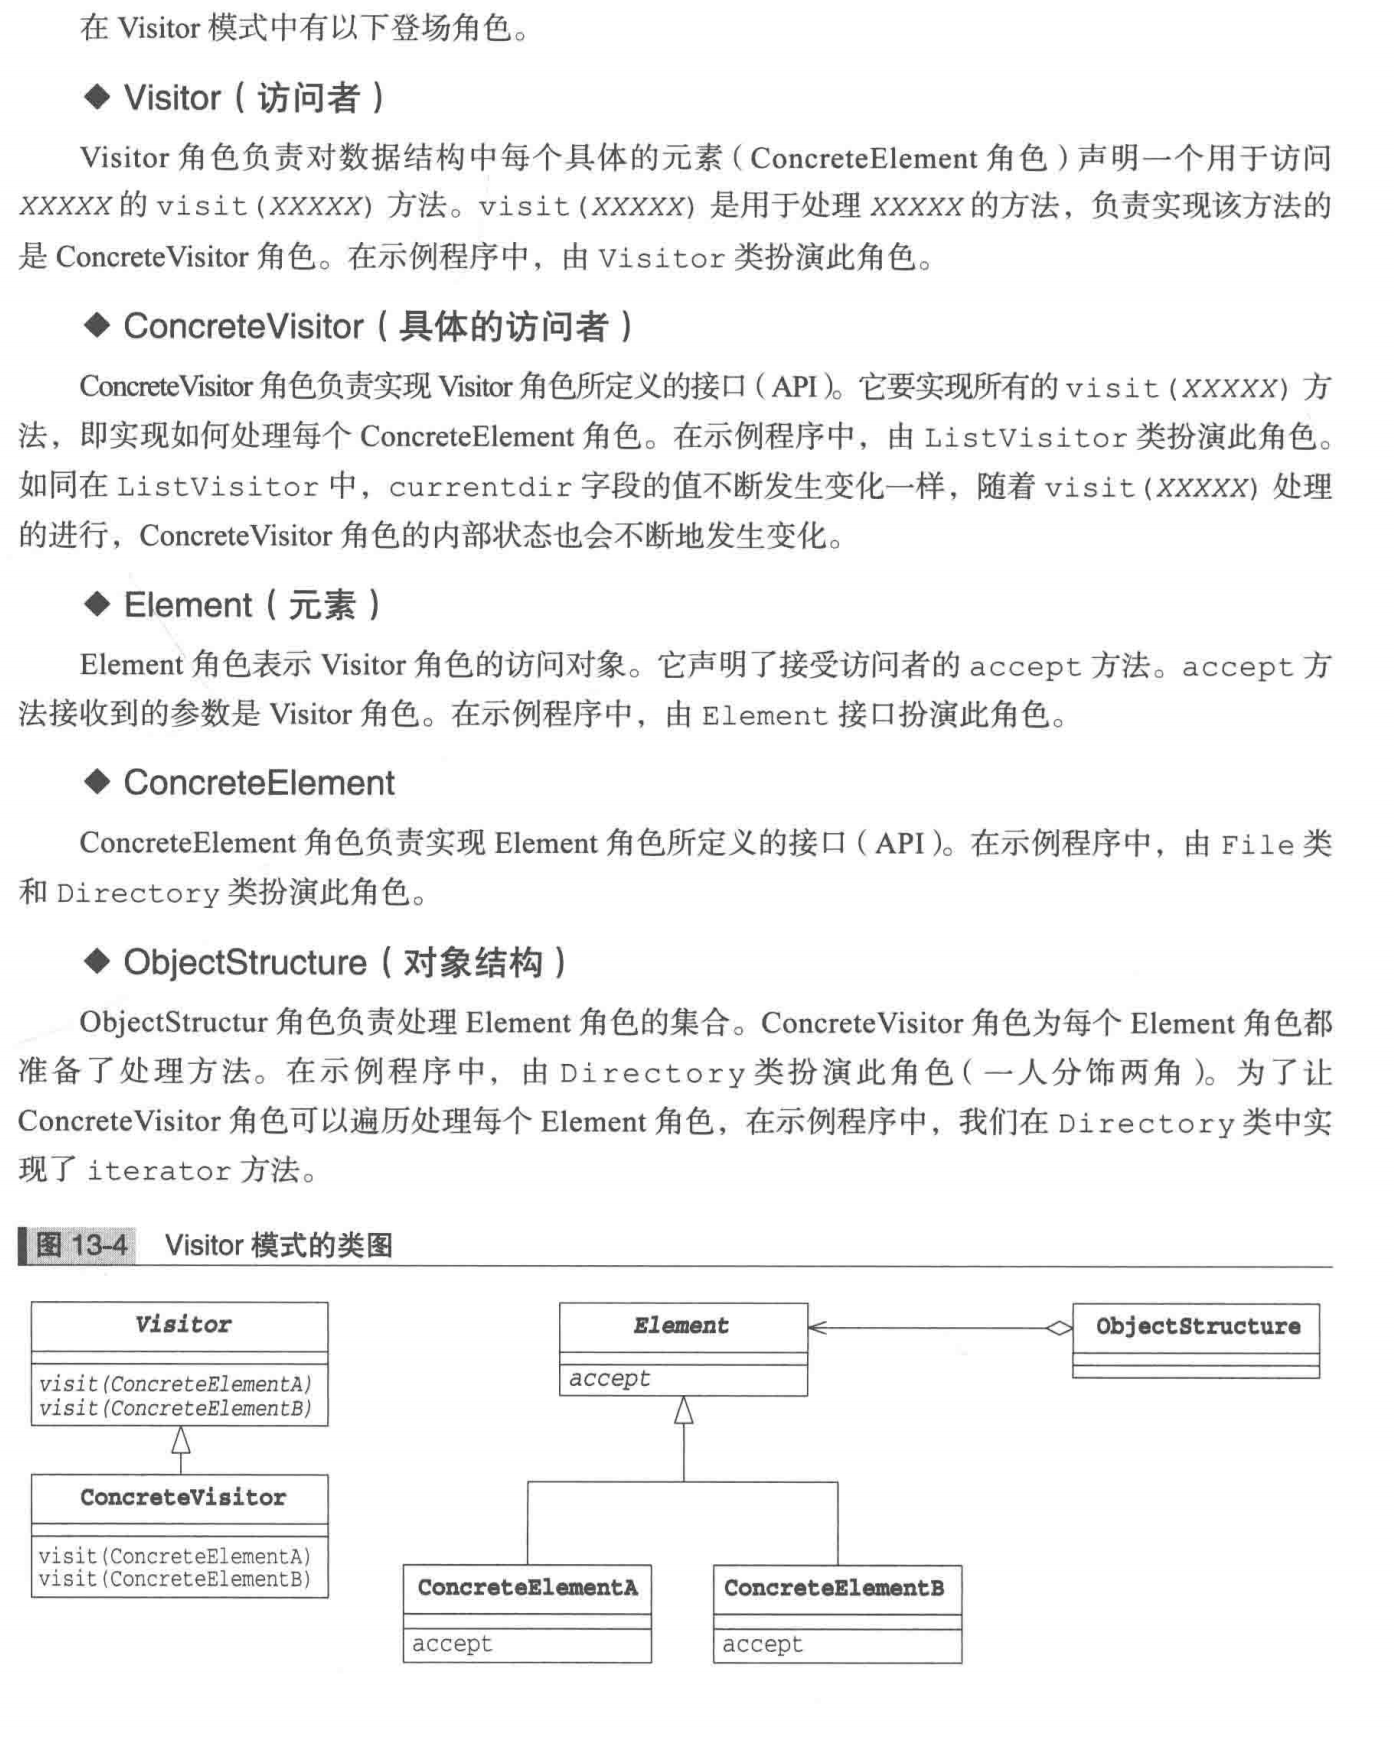 在 Visitor 模式中有以下登场角色。
◆ Visitor（访问者）
Visitor 角色负责对数据结构中每个具体的元素（ConcreteElement 角色）声明一个用于访问
XXXXX 的 visit(XXXXX) 方法。visit(XXXXX) 是用于处理 XXXXX 的方法，负责实现该方法的
是 ConcreteVisitor 角色。在示例程序中，由 Visitor 类扮演此角色。
◆ ConcreteVisitor（具体的访问者）
ConcreteVisitor 角色负责实现 Visitor 角色所定义的接口（API）。它要实现所有的 visit(XXXXX) 方
法，即实现如何处理每个 ConcreteElement 角色。在示例程序中，由 ListVisitor 类扮演此角色。
如同在 ListVisitor 中，currentdir 字段的值不断发生变化一样，随着 visit(XXXXX) 处理
的进行，ConcreteVisitor 角色的内部状态也会不断地发生变化。
◆ Element（元素）
Element 角色表示 Visitor 角色的访问对象。它声明了接受访问者的 accept 方法。accept 方
法接收到的参数是 Visitor 角色。在示例程序中，由 Element 接口扮演此角色。
◆ ConcreteElement
ConcreteElement 角色负责实现 Element 角色所定义的接口（API）。在示例程序中，由 File 类
和 Directory 类扮演此角色。
◆ ObjectStructure（对象结构）
ObjectStructur 角色负责处理 Element 角色的集合。ConcreteVisitor 角色为每个 Element 角色都
准备了处理方法。在示例程序中，由 Directory 类扮演此角色（一人分饰两角）。为了让
ConcreteVisitor 角色可以遍历处理每个 Element 角色，在示例程序中，我们在 Directory 类中实
现了 iterator 方法。
图 13-4 Visitor 模式的类图
Visitor
visit(ConcreteElementA)
visit(ConcreteElementB)
ConcreteVisitor
visit(ConcreteElementA)
visit(ConcreteElementB)
Element
accept
ObjectStructure
ConcreteElementA
accept
ConcreteElementB
accept